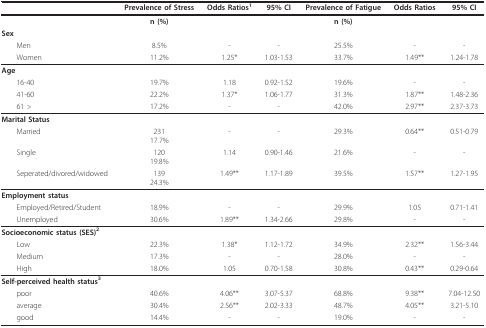 Prevalence of Stress Odds Ratios1 95% CI Prevalence of Fatigue Odds Ratios 95% CI
n (%) n (%)
Sex
Men 8.5% - - 25.5% - -
Women 11.2% 1.25* 1.03-1.53 33.7% 1.49** 1.24-1.78
Age
16-40 19.7% 1.18 0.92-1.52 19.6% - -
41-60 22.2% 1.37* 1.06-1.77 31.3% 1.87** 1.48-2.36
61 > 17.2% - - 42.0% 2.97** 2.37-3.73
Marital Status
Married 231 - - 29.3% 0.64** 0.51-0.79
17.7%
Single 120 1.14 0.90-1.46 21.6% - -
19.8%
Seperated/divored/widowed 139 1.49** 1.17-1.89 39.5% 1.57** 1.27-1.95
24.3%
Employment status
Employed/Retired/Student 18.9% - - 29.9% 1.05 0.71-1.41
Unemployed 30.6% 1.89** 1.34-2.66 29.8% - -
Socioeconomic status (SES)2
Low 22.3% 1.38* 1.12-1.72 34.9% 2.32** 1.56-3.44
Medium 17.3% - - 28.0% - -
High 18.0% 1.05 0.70-1.58 30.8% 0.43** 0.29-0.64
Self-perceived health status3
poor 40.6% 4.06** 3.07-5.37 68.8% 9.38** 7.04-12.50
average 30.4% 2.56** 2.02-3.33 48.7% 4.05** 3.21-5.10
good 14.4% - - 19.0% - -